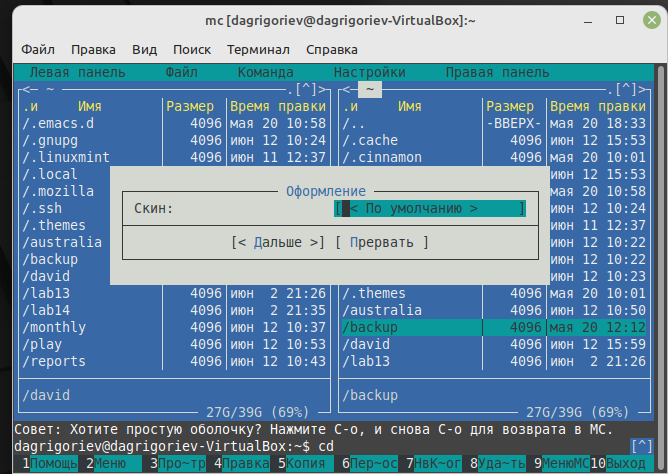 mc [dagrigoriev@dagrigoriev-VirtualBox]:~
Файл Правка Вид Поиск Терминал Справка
Левая панель Файл Команда Настройки Правая панель
<─ ~ .[^]> <─ ~ .[^]>
.и Имя Размер Время правки .и Имя Размер Время правки
/.emacs.d 4096 мая 20 10:58 /.. -ВВЕРХ- мая 20 18:33
/.gnupg 4096 июн 12 10:24 /.cache 4096 июн 12 15:53
/.linuxmint 4096 июн 11 12:37 /.cinnamon 4096 мая 20 10:01
/.local июн 12 15:53
/.mozilla Оформление мая 20 10:58
/.ssh Скин: [ < По умолчанию > ] июн 12 10:24
/.themes июн 11 12:37
/australia [< Дальше >] [ Прервать ] июн 12 10:22
/backup июн 12 10:22
/david июн 12 10:23
/lab13 4096 июн 2 21:26 /.themes 4096 мая 20 10:01
/lab14 4096 июн 2 21:35 /australia 4096 июн 12 10:50
/monthly 4096 июн 12 10:37 /backup 4096 мая 20 12:12
/play 4096 июн 12 10:53 /david 4096 июн 12 15:59
/reports 4096 июн 12 10:43 /lab13 4096 июн 2 21:26
/david /backup
27G/39G (69%) 27G/39G (69%)
Совет: Хотите простую оболочку? Нажмите C-o, и снова C-o для возврата в MC.
dagrigoriev@dagrigoriev-VirtualBox:~$ cd [^]
1Помощь 2Меню 3Про~тр 4Правка 5Копия 6Пер~ос 7НвК~ог 8Уда~ть 9МенюMC 10Выход